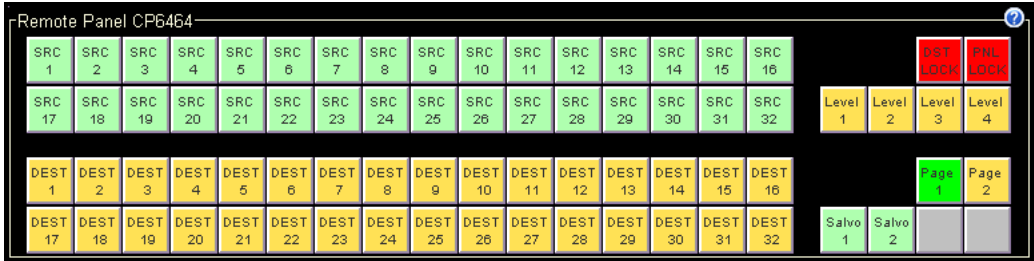 Remote Panel CP6464 ?
SRC SRC SRC SRC SRC SRC SRC SRC SRC SRC SRC SRC SRC SRC SRC SRC DST PNL
1 2 3 4 5 6 7 8 9 10 11 12 13 14 15 16 LOCK LOCK
SRC SRC SRC SRC SRC SRC SRC SRC SRC SRC SRC SRC SRC SRC SRC SRC Level Level Level Level
17 18 19 20 21 22 23 24 25 26 27 28 29 30 31 32 1 2 3 4
DEST DEST DEST DEST DEST DEST DEST DEST DEST DEST DEST DEST DEST DEST DEST DEST Page Page
1 2 3 4 5 6 7 8 9 10 11 12 13 14 15 16 1 2
DEST DEST DEST DEST DEST DEST DEST DEST DEST DEST DEST DEST DEST DEST DEST DEST Salvo Salvo
17 18 19 20 21 22 23 24 25 26 27 28 29 30 31 32 1 2